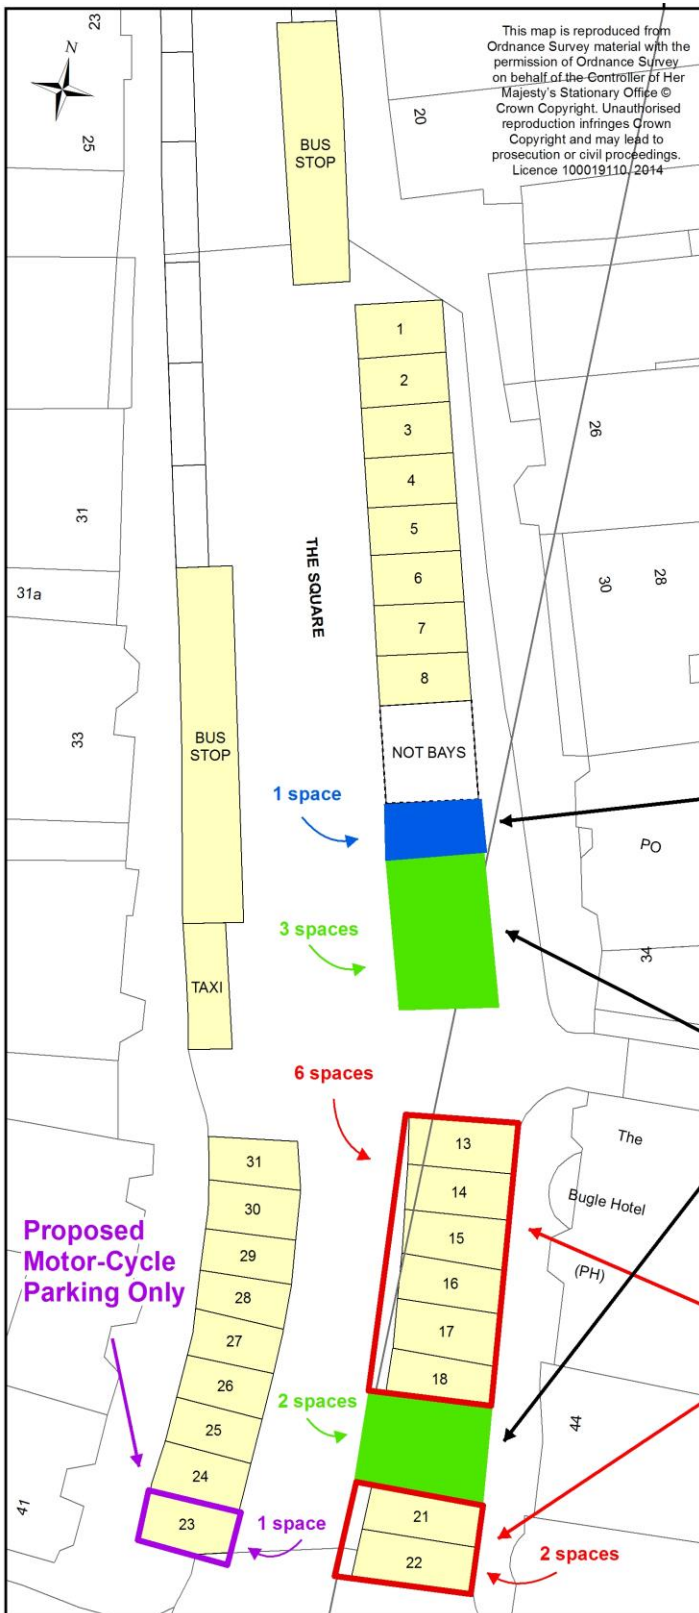 23
N
25
This map is reproduced from
Ordnance Survey material with the
permission of Ordnance Survey
on behalf of the Controller of Her
Majesty's Stationary Office ©
Crown Copyright. Unauthorised
reproduction infringes Crown
Copyright and may lead to
prosecution or civil proceedings.
Licence 100019110, 2014
20
BUS
STOP
1
2
3
4
5
6
7
8
26
28
30
31
31a
THE SQUARE
33
BUS
STOP
NOT BAYS
1 space
PO
3 spaces
34
TAXI
6 spaces
13
14
15
16
17
18
The
Bugle Hotel
(PH)
31
30
29
28
27
26
25
24
23
Proposed
Motor-Cycle
Parking Only
2 spaces
44
41
1 space
21
22
2 spaces